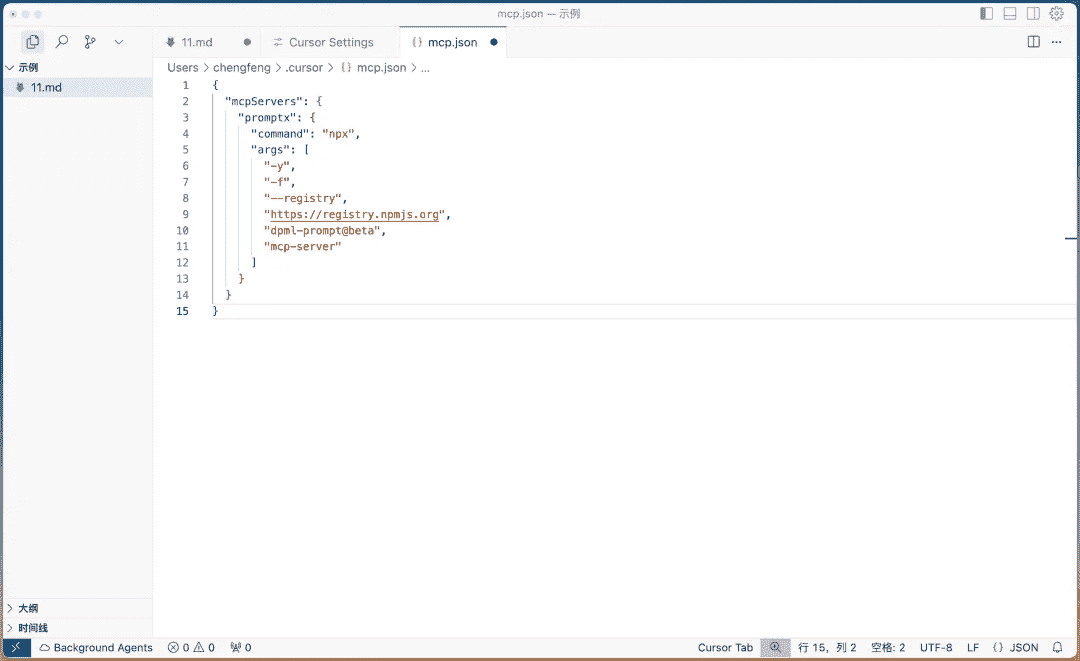 mcp.json — 示例
11.md
Cursor Settings
{} mcp.json
示例
11.md
Users > chengfeng > .cursor > {} mcp.json > ...
1 {
2 "mcpServers": {
3 "promptx": {
4 "command": "npx",
5 "args": [
6 "-y",
7 "-f",
8 "--registry",
9 "https://registry.npmjs.org",
10 "dpml-prompt@beta",
11 "mcp-server"
12 ]
13 }
14 }
15 }
大纲
时间线
Background Agents 0 0 0 Cursor Tab 行 15, 列 2 空格: 2 UTF-8 LF {} JSON